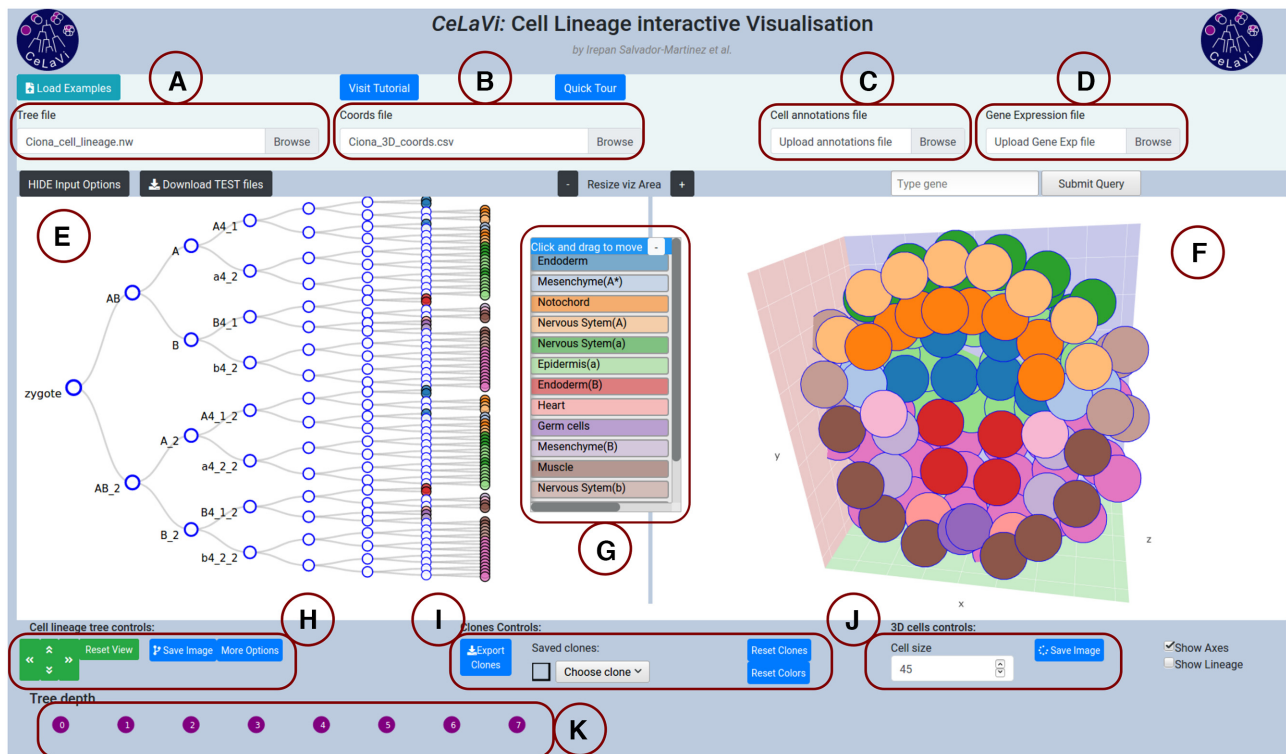 CeLaVi: Cell Lineage interactive Visualisation
by Irepan Salvador-Martinez et al.
CeLaVi
CeLaVi
A
B
C
D
Load Examples
Visit Tutorial
Quick Tour
Tree file
Coords file
Cell annotations file
Gene Expression file
Ciona_cell_lineage.nw
Browse
Ciona_3D_coords.csv
Browse
Upload annotations file
Browse
Upload Gene Exp file
Browse
HIDE Input Options
Download TEST files
- Resize viz Area +
Type gene
Submit Query
E
F
zygote
AB
AB_2
A
B
A_2
B_2
A4_1
a4_2
B4_1
b4_2
A4_1_2
a4_2_2
B4_1_2
b4_2_2
Click and drag to move -
Endoderm
Mesenchyme(A*)
Notochord
Nervous Sytem(A)
Nervous Sytem(a)
Epidermis(a)
Endoderm(B)
Heart
Germ cells
Mesenchyme(B)
Muscle
Nervous Sytem(b)
G
y
x
z
H
I
J
Cell lineage tree controls:
Clones Controls:
3D cells controls:
Reset View
Save Image
More Options
Export Clones
Saved clones:
Choose clone
Reset Clones
Reset Colors
Cell size
45
Save Image
Show Axes
Show Lineage
Tree depth
0 1 2 3 4 5 6 7
K